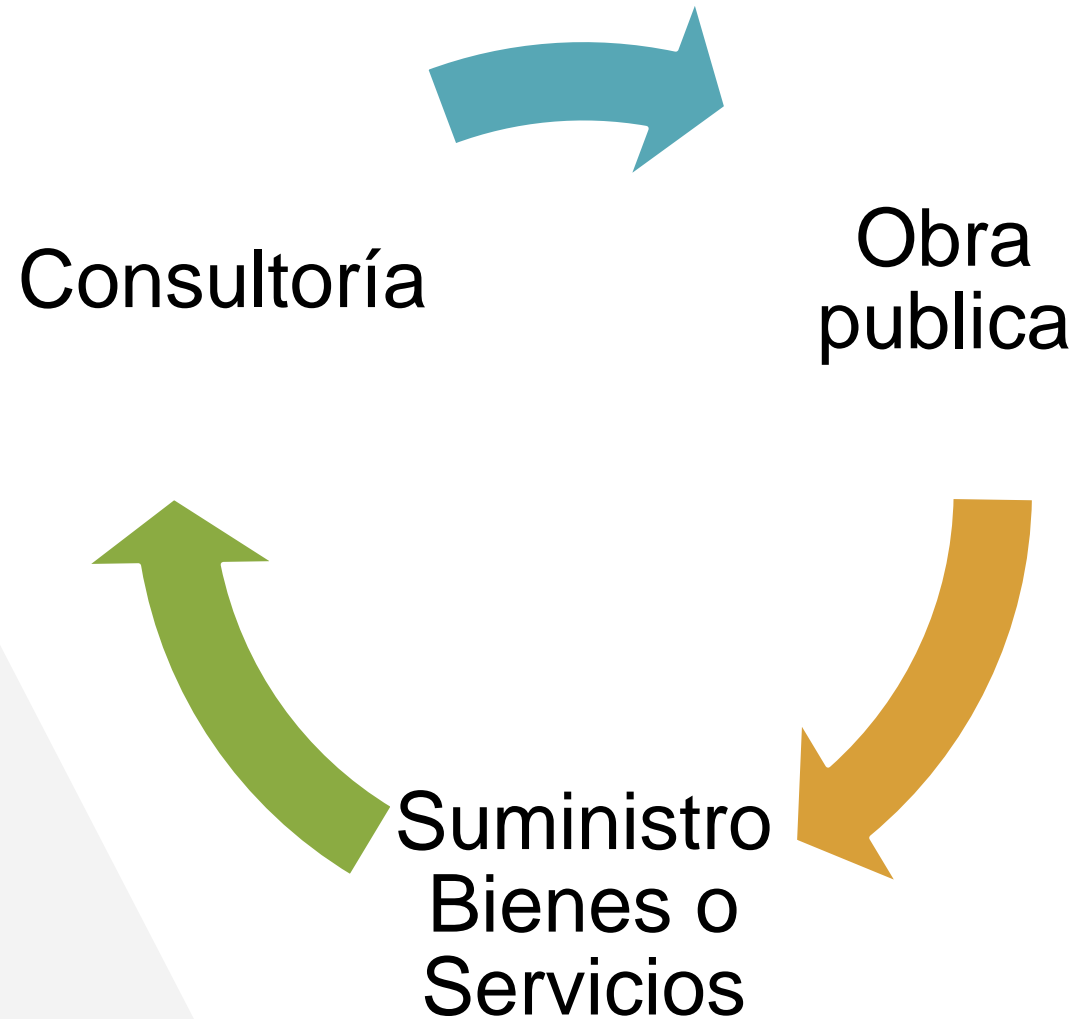 Consultoría
Obra
publica
Suministro
Bienes o
Servicios